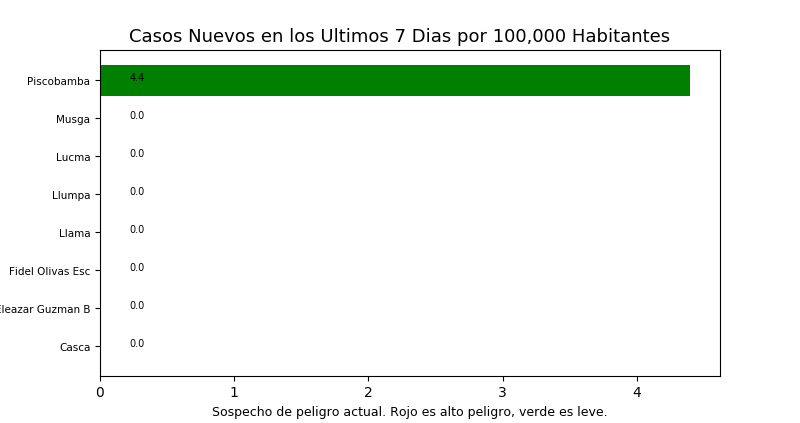 Casos Nuevos en los Ultimos 7 Dias por 100,000 Habitantes
Piscobamba 4.4
Musga 0.0
Lucma 0.0
Llumpa 0.0
Llama 0.0
Fidel Olivas Esc 0.0
Eleazar Guzman B 0.0
Casca 0.0
0 1 2 3 4
Sospecho de peligro actual. Rojo es alto peligro, verde es leve.